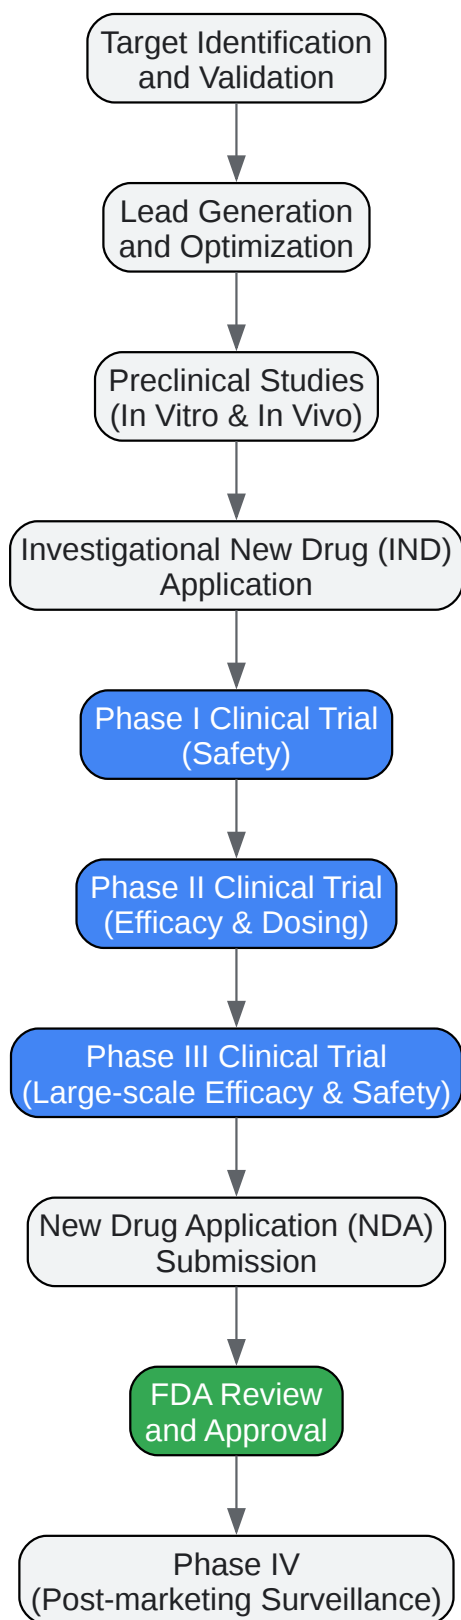 Target Identification
and Validation
Lead Generation
and Optimization
Preclinical Studies
(In Vitro & In Vivo)
Investigational New Drug (IND)
Application
Phase I Clinical Trial
(Safety)
Phase II Clinical Trial
(Efficacy & Dosing)
Phase III Clinical Trial
(Large-scale Efficacy & Safety)
New Drug Application (NDA)
Submission
FDA Review
and Approval
Phase IV
(Post-marketing Surveillance)